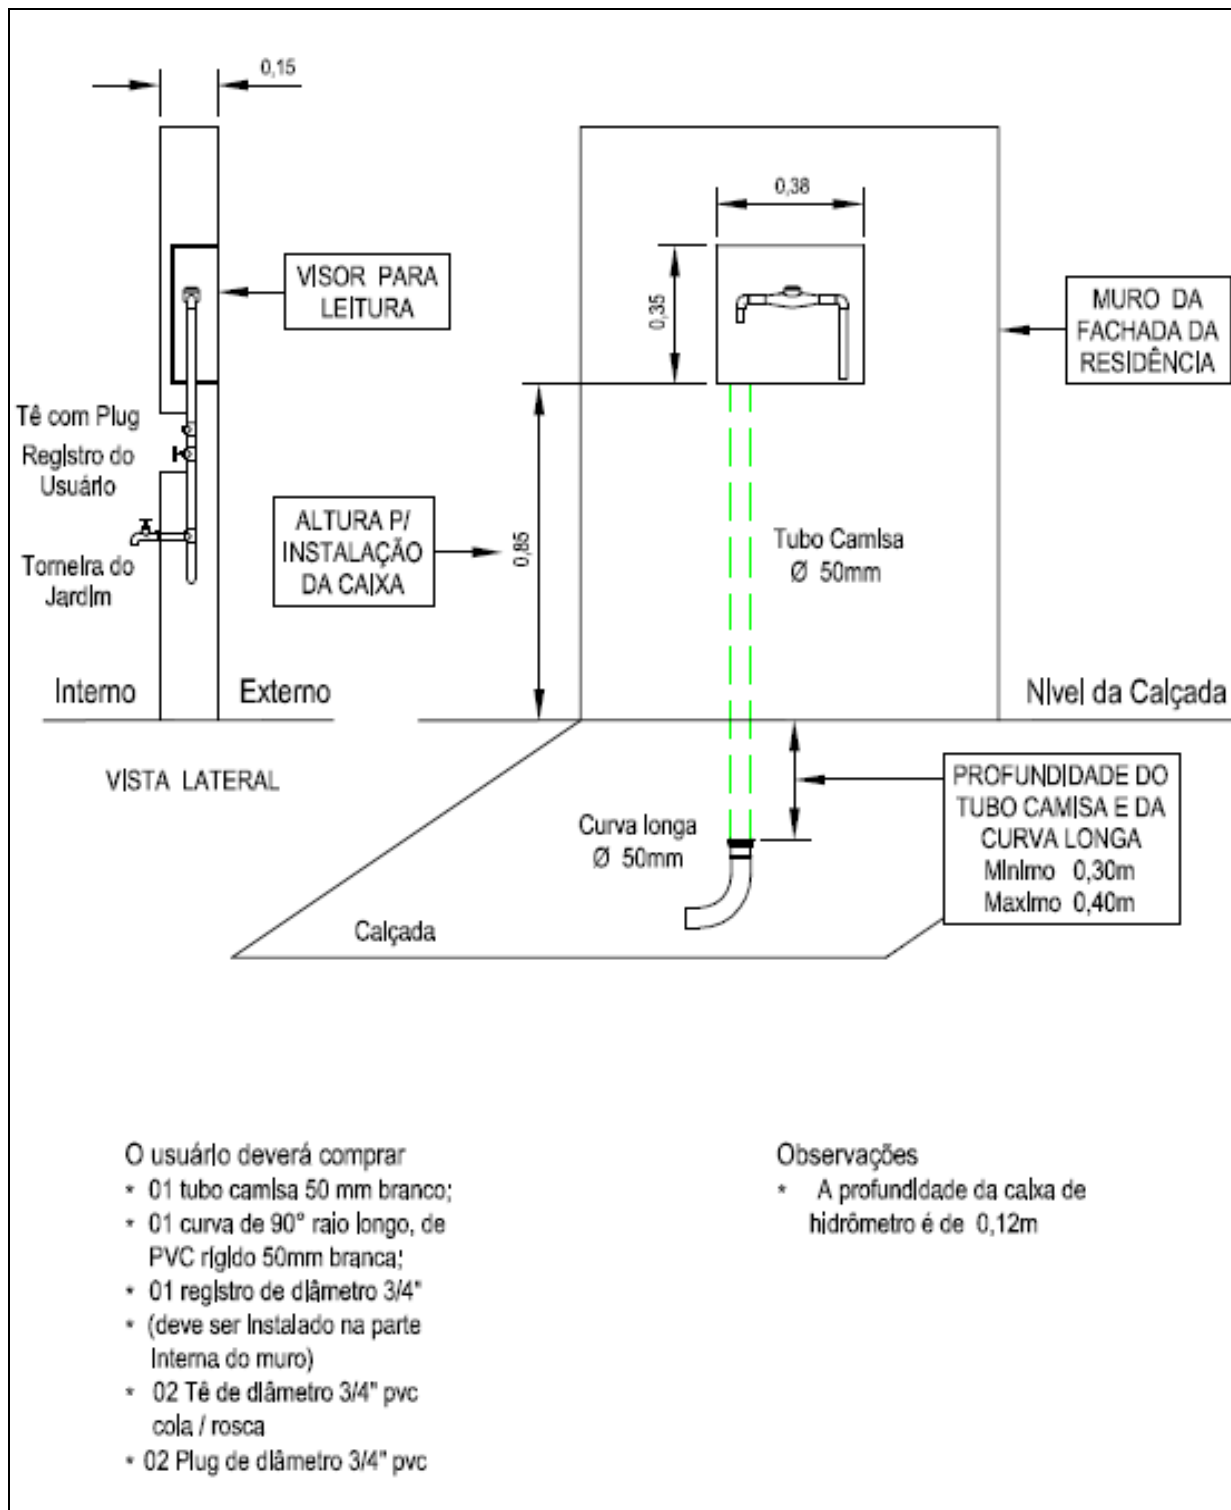 0,15
0,38
VISOR PARA
LEITURA
0,35
MURO DA
FACHADA DA
RESIDÊNCIA
Tê com Plug
Registro do
Usuário
ALTURA P/
INSTALAÇÃO
DA CAIXA
0,85
Tubo Camisa
Ø 50mm
Torneira do
Jardim
Interno
Externo
Nível da Calçada
VISTA LATERAL
PROFUNDIDADE DO
TUBO CAMISA E DA
CURVA LONGA
Mínimo 0,30m
Maximo 0,40m
Curva longa
Ø 50mm
Calçada
O usuário deverá comprar
* 01 tubo camisa 50 mm branco;
* 01 curva de 90° raio longo, de
PVC rígido 50mm branca;
* 01 registro de diâmetro 3/4"
* (deve ser instalado na parte
interna do muro)
* 02 Tê de diâmetro 3/4" pvc
cola / rosca
* 02 Plug de diâmetro 3/4" pvc
Observações
* A profundidade da caixa de
hidrômetro é de 0,12m